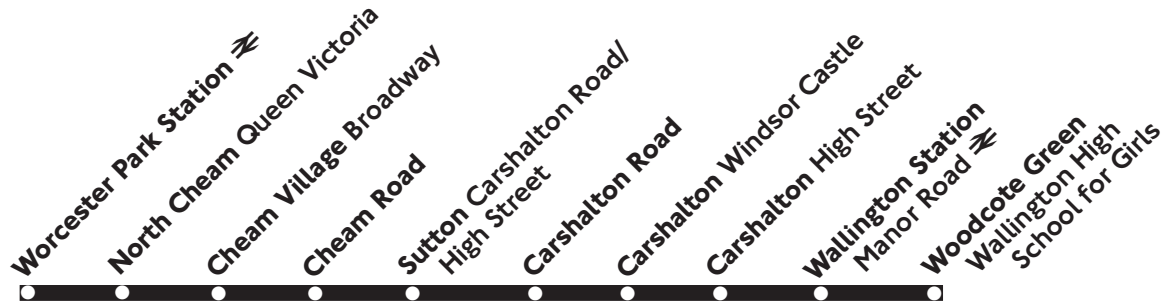 Worcester Park Station
North Cheam Queen Victoria
Cheam Village Broadway
Cheam Road
Sutton Carshalton Road/
High Street
Carshalton Road
Carshalton Windsor Castle
Carshalton High Street
Wallington Station
Manor Road
Woodcote Green
Wallington High
School for Girls